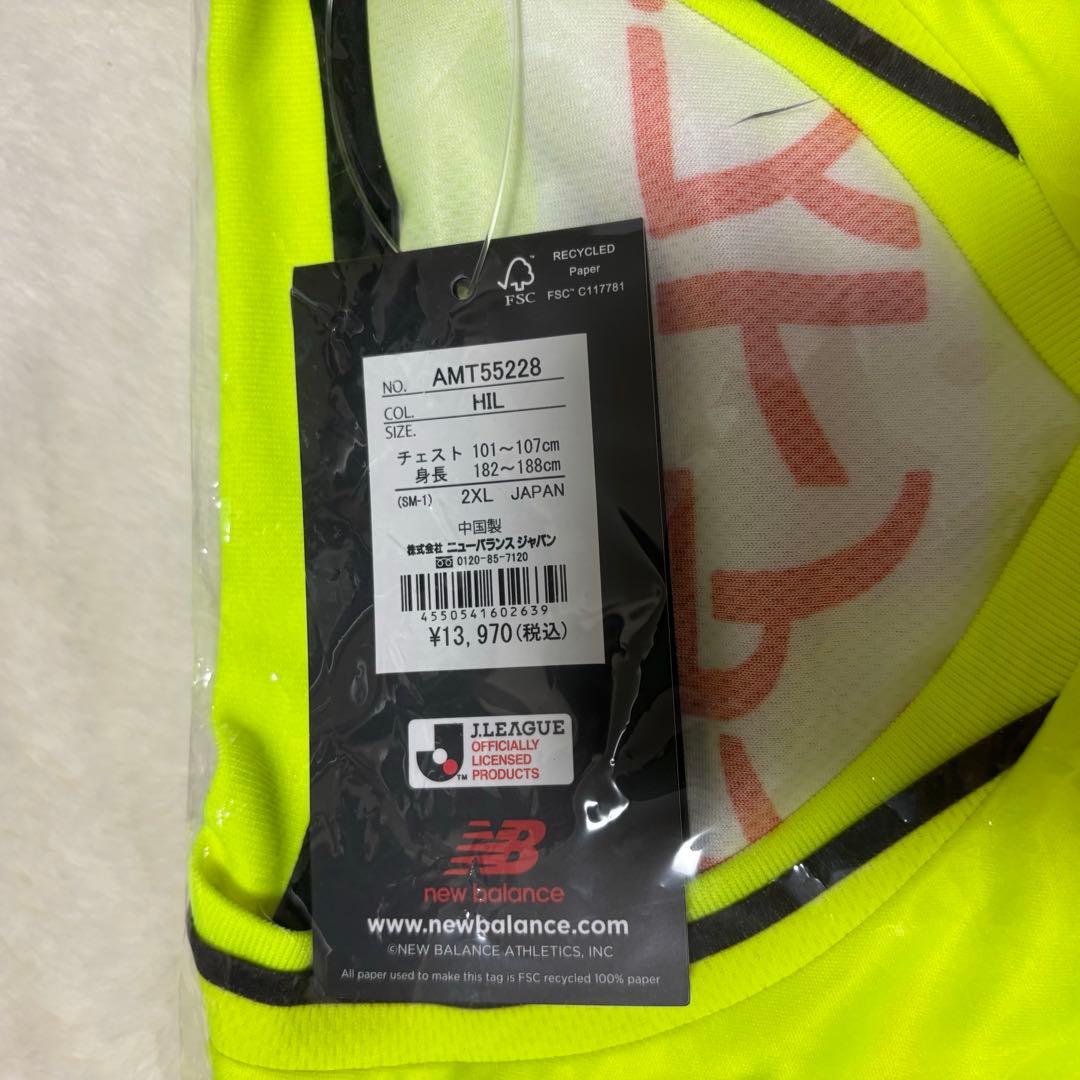 RECYCLED
Paper
FSC™ C117781
FSC
NO. AMT55228
COL. HIL
SIZE.
チェスト 101～107cm
身長 182～188cm
(SM-1) 2XL JAPAN
中国製
株式会社 ニューバランス ジャパン
0120-85-7120
4550541602639
¥13,970(税込)
J.LEAGUE
OFFICIALLY
LICENSED
PRODUCTS
TM
NB
new balance
www.newbalance.com
©NEW BALANCE ATHLETICS, INC
All paper used to make this tag is FSC recycled 100% paper